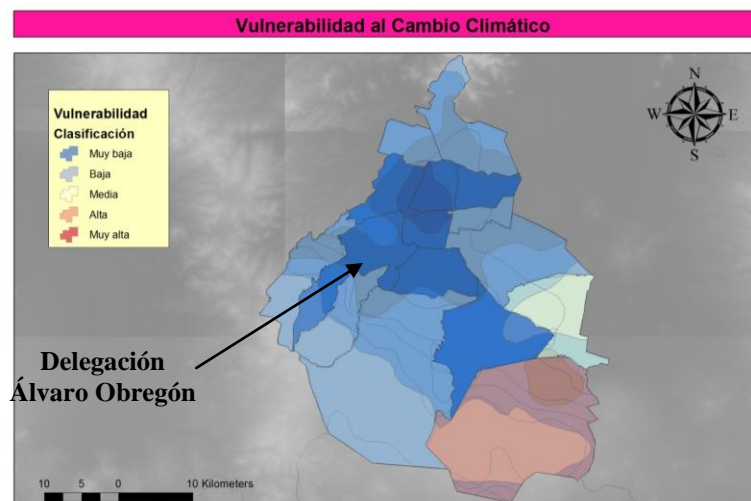 Vulnerabilidad al Cambio Climático
N
W E
S
Vulnerabilidad
Clasificación
Muy baja
Baja
Media
Alta
Muy alta
Delegación
Álvaro Obregón
10 5 0 10 Kilometers